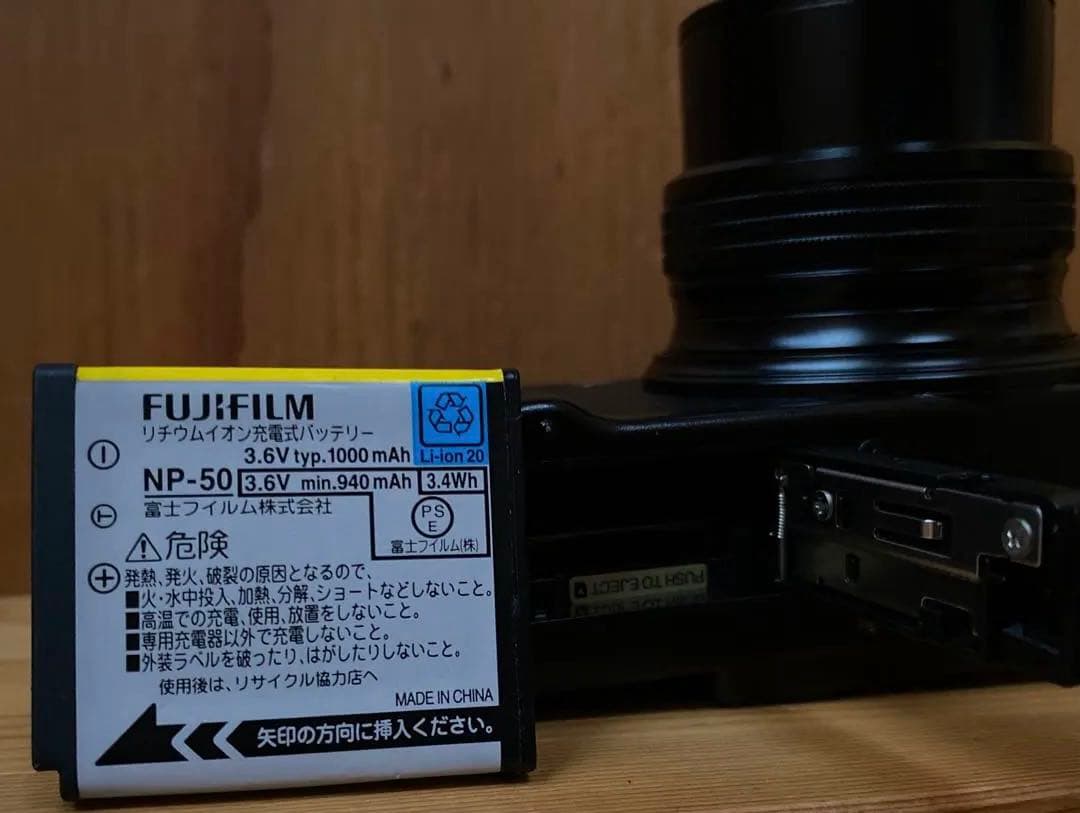 FUJIFILM
リチウムイオン充電式バッテリー
3.6V typ.1000 mAh
Li-ion 20
NP-50 3.6V min.940 mAh 3.4Wh
富士フイルム株式会社
PS
E
富士フイルム(株)
危険
発熱、発火、破裂の原因となるので、
■火・水中投入、加熱、分解、ショートなどしないこと。
■高温での充電、使用、放置をしないこと。
■専用充電器以外で充電しないこと。
■外装ラベルを破ったり、はがしたりしないこと。
使用後は、リサイクル協力店へ
MADE IN CHINA
矢印の方向に挿入ください。
PUSH TO EJECT